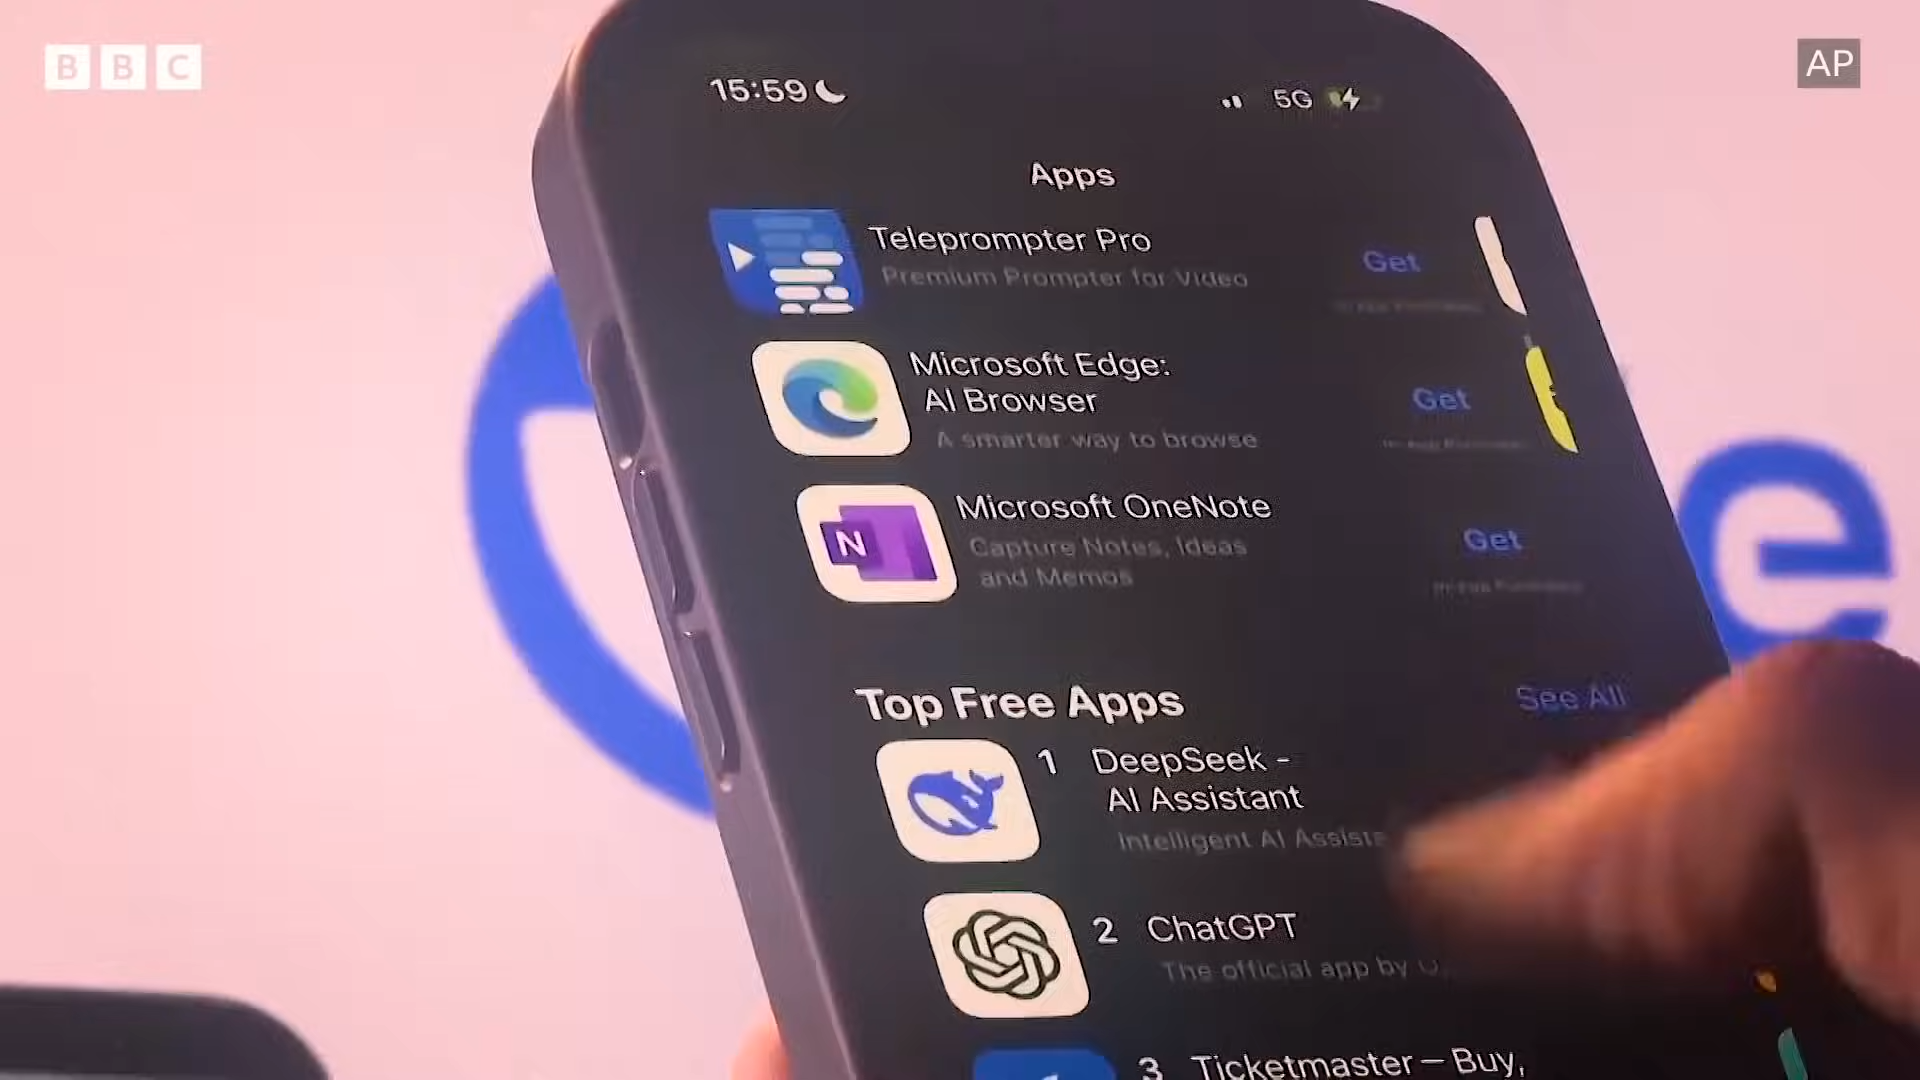 BBC
AP
15:59
5G
Apps
Teleprompter Pro
Premium Prompter for Video
Get
Microsoft Edge:
AI Browser
A smarter way to browse
Get
Microsoft OneNote
Capture Notes, Ideas
and Memos
Get
N
e
Top Free Apps
See All
1 DeepSeek -
AI Assistant
Intelligent AI
2 ChatGPT
The official app by
3 Ticketmaster – Buy,